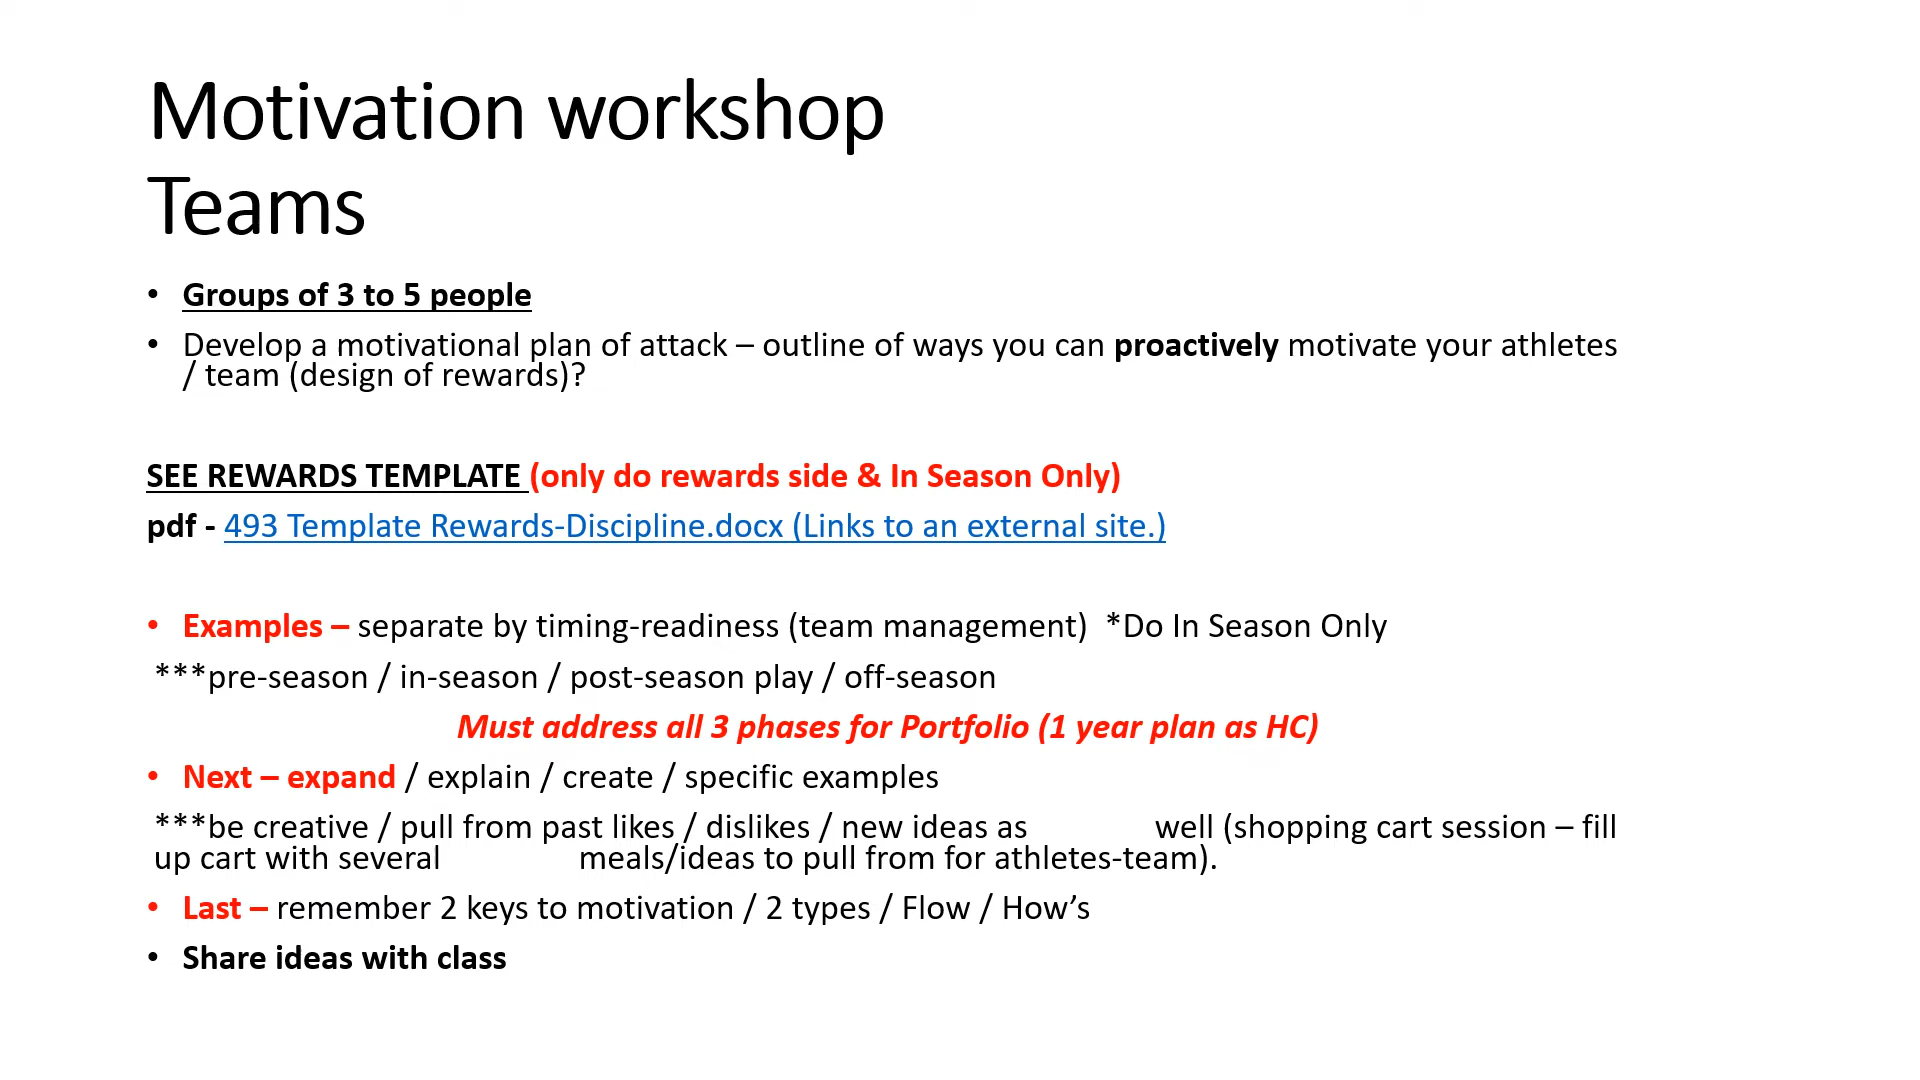 Motivation workshop
Teams
• Groups of 3 to 5 people
• Develop a motivational plan of attack – outline of ways you can proactively motivate your athletes
/ team (design of rewards)?
SEE REWARDS TEMPLATE (only do rewards side & In Season Only)
pdf - 493 Template Rewards-Discipline.docx (Links to an external site.)
• Examples – separate by timing-readiness (team management)  *Do In Season Only
***pre-season / in-season / post-season play / off-season
Must address all 3 phases for Portfolio (1 year plan as HC)
• Next – expand / explain / create / specific examples
***be creative / pull from past likes / dislikes / new ideas as well (shopping cart session – fill
up cart with several meals/ideas to pull from for athletes-team).
• Last – remember 2 keys to motivation / 2 types / Flow / How’s
• Share ideas with class